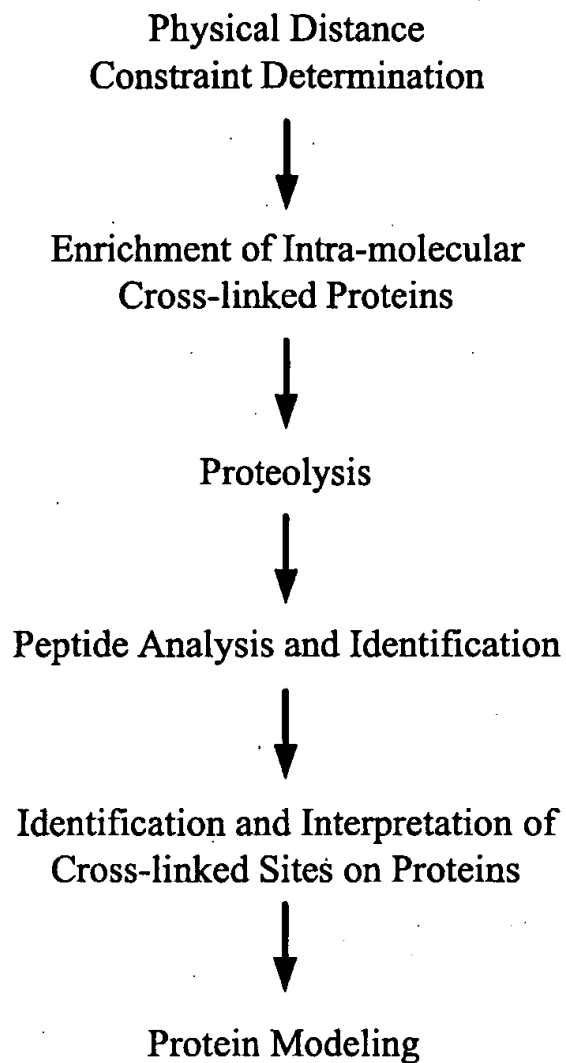 Physical Distance
Constraint Determination
Enrichment of Intra-molecular
Cross-linked Proteins
Proteolysis
Peptide Analysis and Identification
Identification and Interpretation of
Cross-linked Sites on Proteins
Protein Modeling